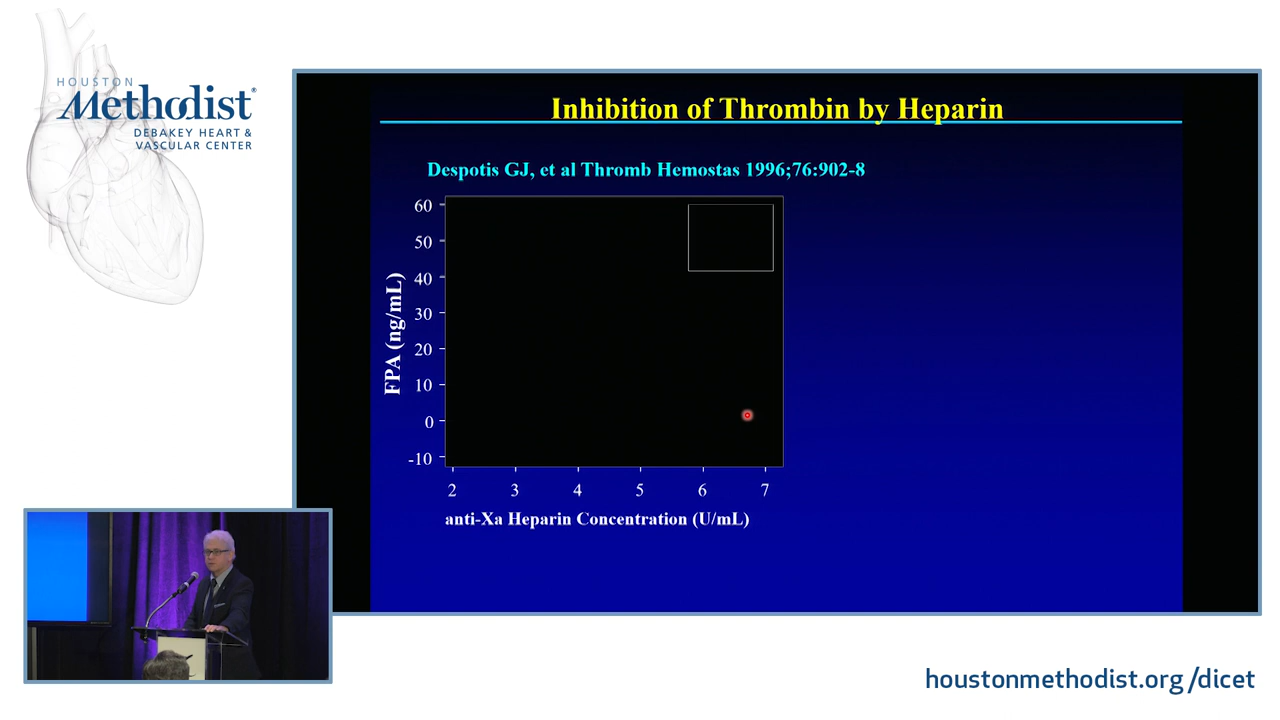 HOUSTON
Methodist®
DEBAKEY HEART &
VASCULAR CENTER
Inhibition of Thrombin by Heparin
Despotis GJ, et al Thromb Hemostas 1996;76:902-8
60
50
40
30
20
10
0
-10
FPA (ng/mL)
2 3 4 5 6 7
anti-Xa Heparin Concentration (U/mL)
houstonmethodist.org/dicet